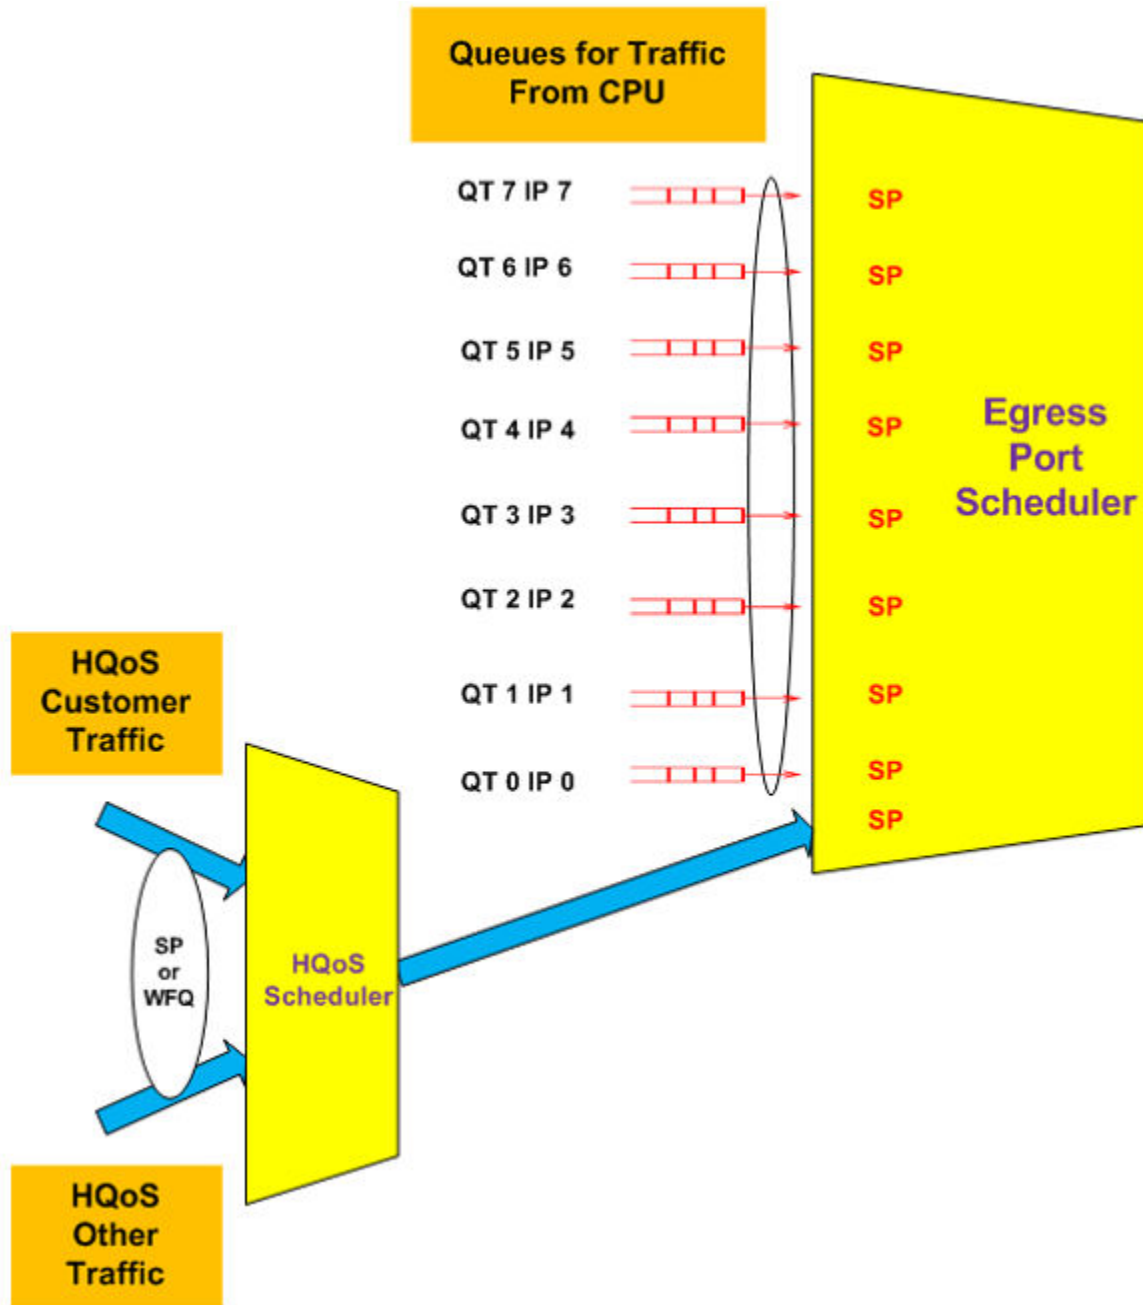 Queues for Traffic
From CPU
QT 7 IP 7
SP
QT 6 IP 6
SP
QT 5 IP 5
SP
QT 4 IP 4
SP
Egress
Port
Scheduler
QT 3 IP 3
SP
QT 2 IP 2
SP
QT 1 IP 1
SP
QT 0 IP 0
SP
SP
HQoS
Customer
Traffic
SP
or
WFQ
HQoS
Scheduler
HQoS
Other
Traffic